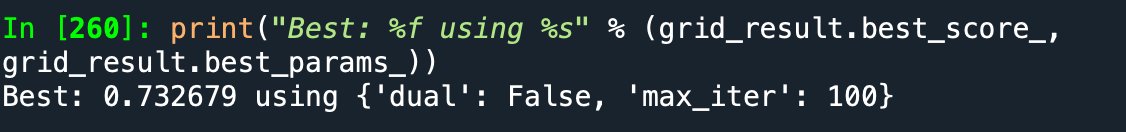 In [260]: print("Best: %f using %s" % (grid_result.best_score_,
grid_result.best_params_))
Best: 0.732679 using {'dual': False, 'max_iter': 100}